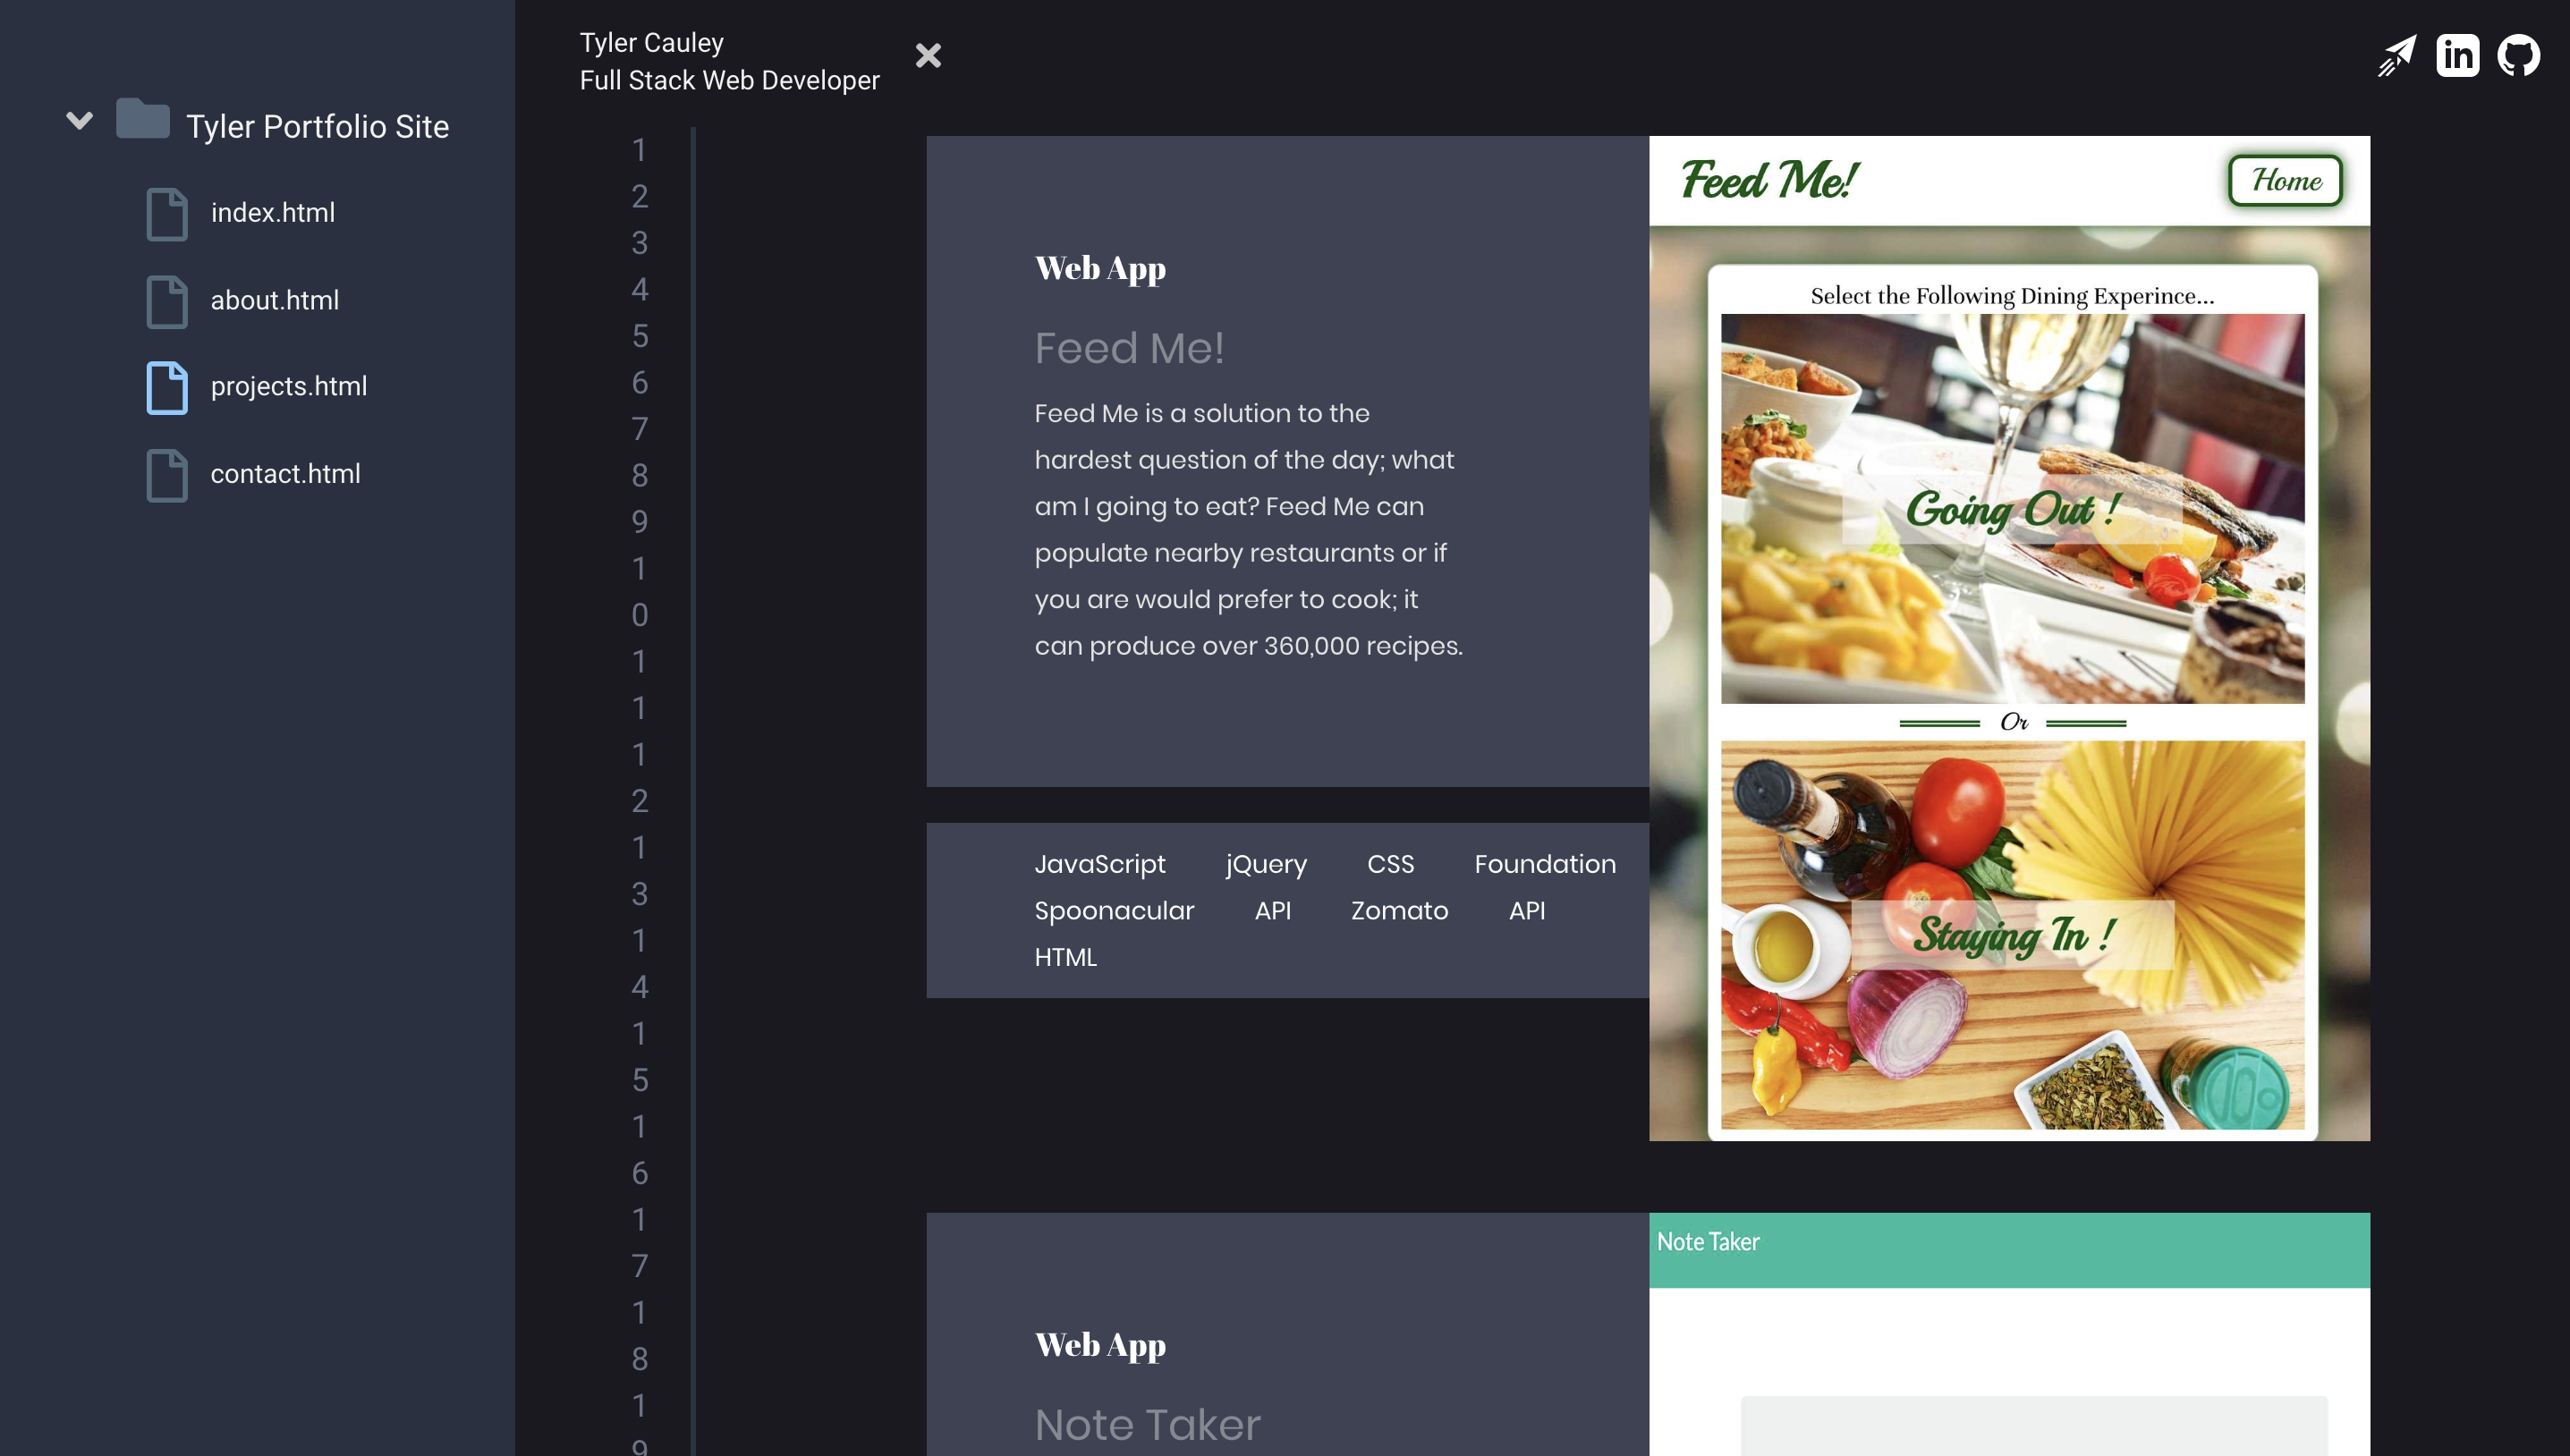 Tyler Cauley
Full Stack Web Developer
Tyler Portfolio Site
index.html
about.html
projects.html
contact.html
1
2
3
4
5
6
7
8
9
1
0
1
1
1
2
1
3
1
4
1
5
1
6
1
7
1
8
1
9
Web App
Feed Me!
Feed Me is a solution to the
hardest question of the day; what
am I going to eat? Feed Me can
populate nearby restaurants or if
you are would prefer to cook; it
can produce over 360,000 recipes.
JavaScript jQuery CSS Foundation
Spoonacular API Zomato API
HTML
Feed Me!
Home
Select the Following Dining Experince...
Going Out !
Or
Staying In !
Web App
Note Taker
Note Taker